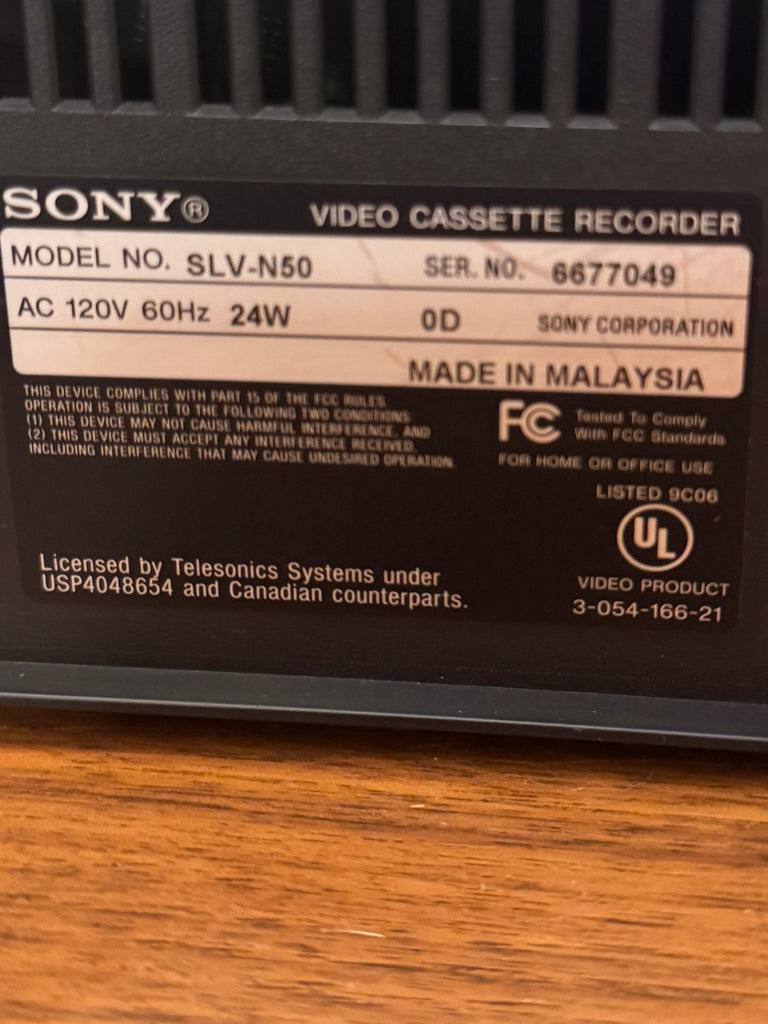 SONY® VIDEO CASSETTE RECORDER
MODEL NO. SLV-N50 SER. NO. 6677049
AC 120V 60Hz 24W 0D SONY CORPORATION
MADE IN MALAYSIA
THIS DEVICE COMPLIES WITH PART 15 OF THE FCC RULES.
OPERATION IS SUBJECT TO THE FOLLOWING TWO CONDITIONS:
(1) THIS DEVICE MAY NOT CAUSE HARMFUL INTERFERENCE, AND
(2) THIS DEVICE MUST ACCEPT ANY INTERFERENCE RECEIVED,
INCLUDING INTERFERENCE THAT MAY CAUSE UNDESIRED OPERATION.
FC Tested To Comply
With FCC Standards
FOR HOME OR OFFICE USE
LISTED 9C06
UL
VIDEO PRODUCT
3-054-166-21
Licensed by Telesonics Systems under
USP4048654 and Canadian counterparts.